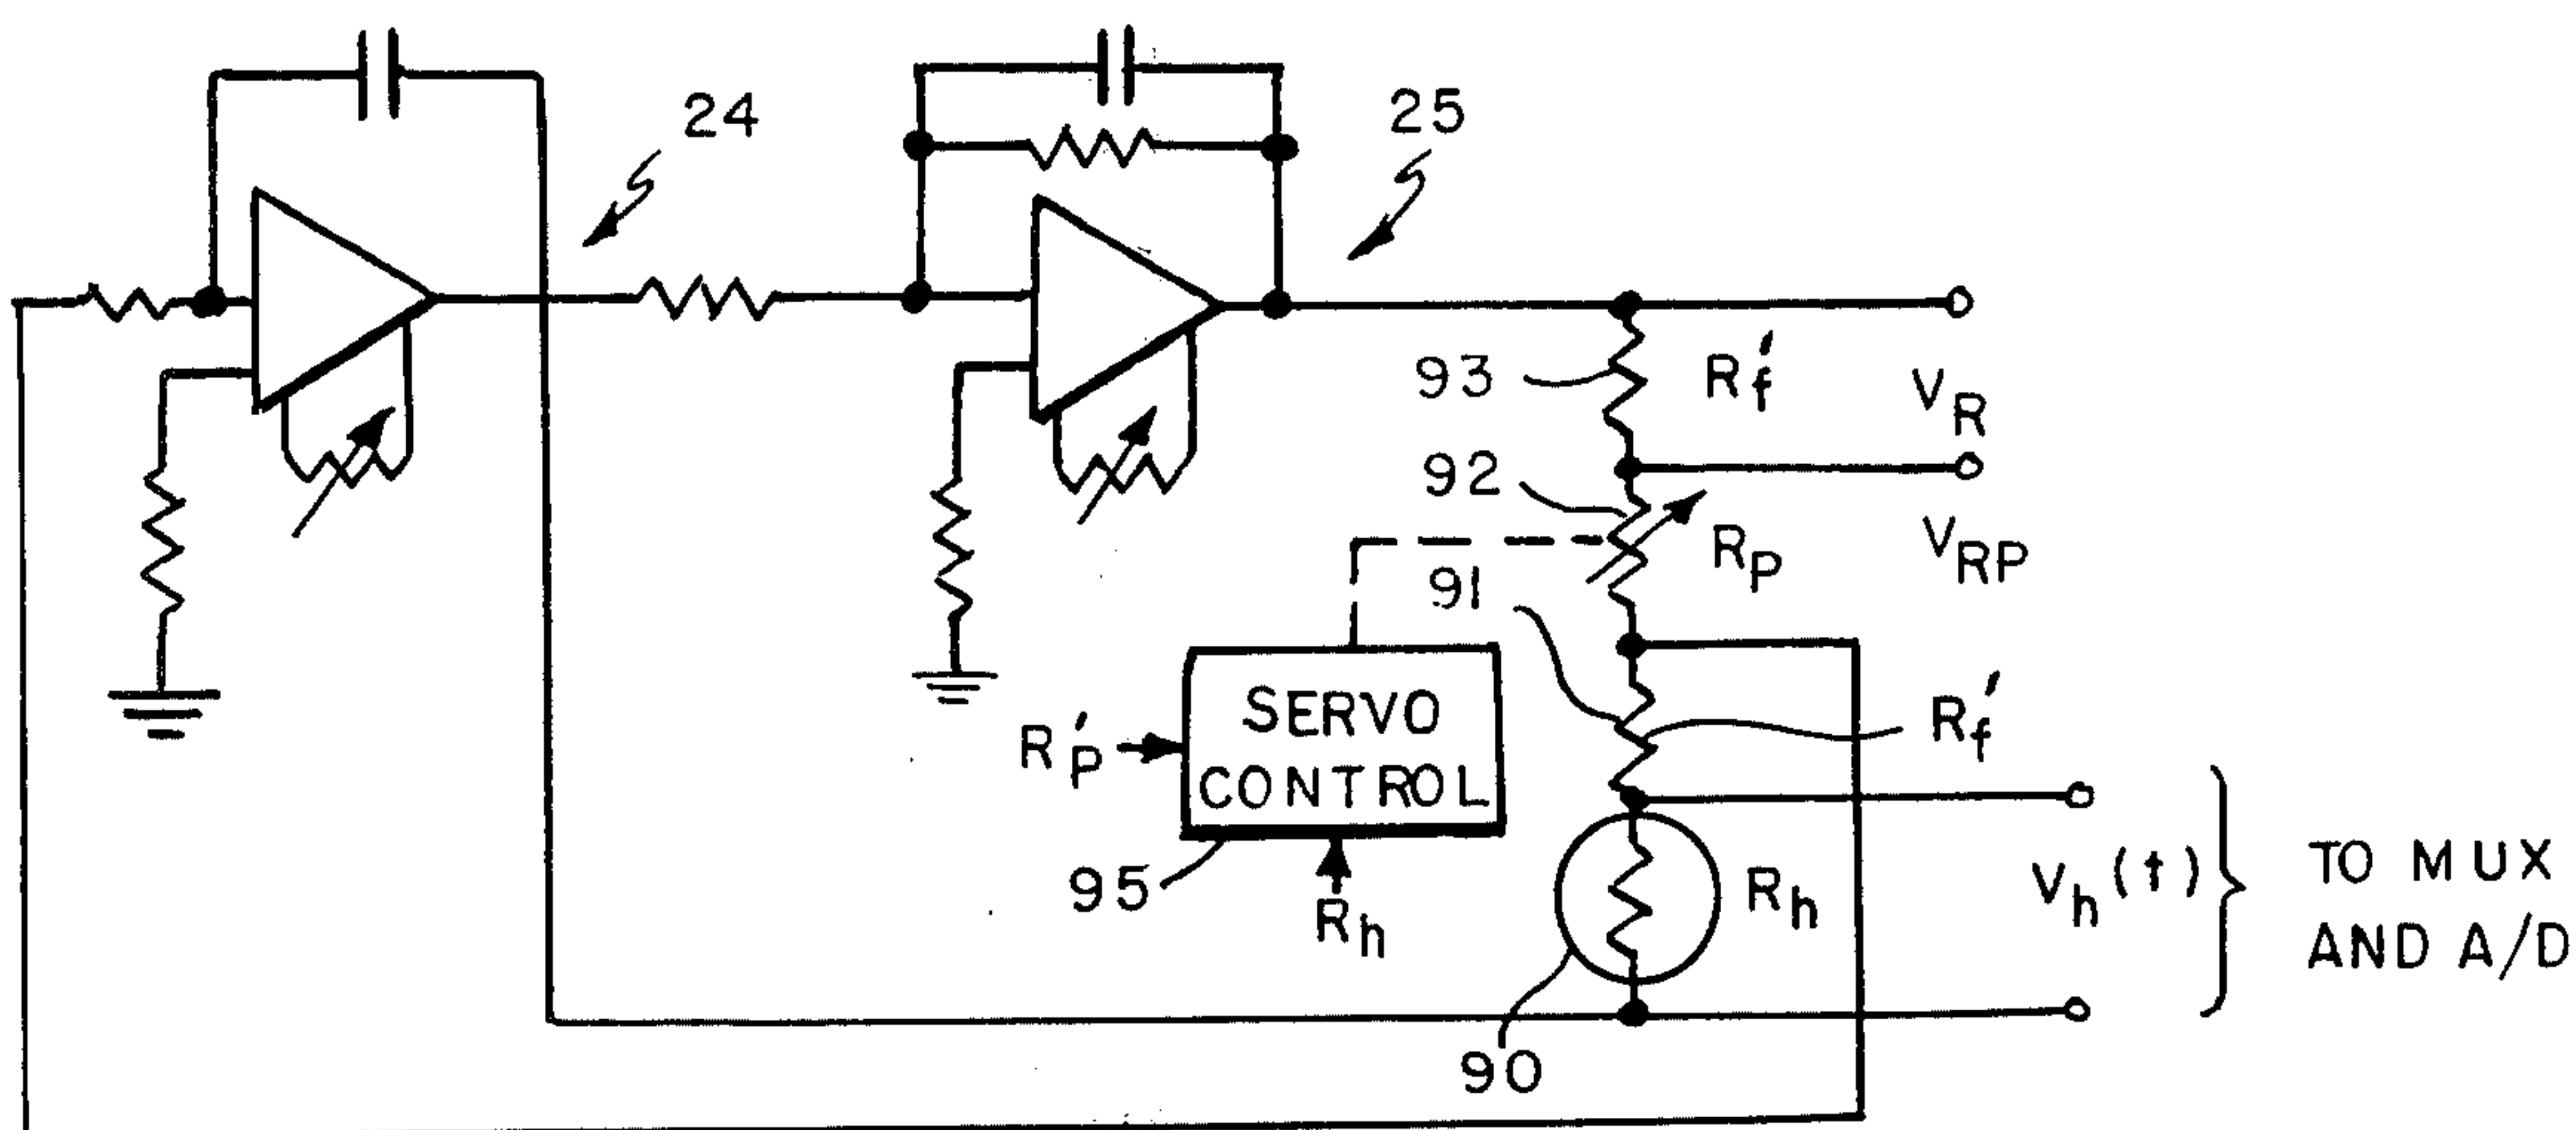 24
25
93
R'f
VR
92
RP
VRP
91
SERVO
CONTROL
R'P
R'f
95
Rh
Rh
vh(t)
TO MUX
AND A/D
90